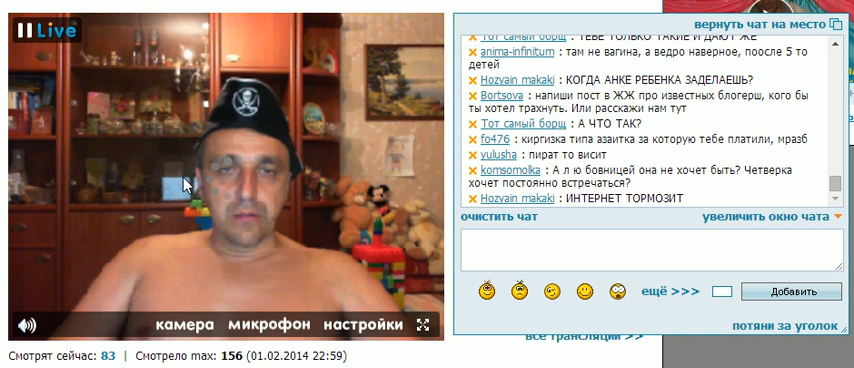 Live
вернуть чат на место
Тот самый борщ : ТЕБЕ ТОЛЬКО ТАКИЕ И ДАЮТ ЖЕ
anima-infinitum : там не вагина, а ведро наверное, поосле 5 то
детей
Hozyain makaki : КОГДА АНКЕ РЕБЕНКА ЗАДЕЛАЕШЬ?
Bortsova : напиши пост в ЖЖ про известных блогерш, кого бы
ты хотел трахнуть. Или расскажи нам тут
Тот самый борщ : А ЧТО ТАК?
fo476 : киргизка типа азаитка за которую тебе платили, мразб
vulusha : пират то висит
komsomolka : А л ю бовницей она не хочет быть? Четверка
хочет постоянно встречаться?
Hozyain makaki : ИНТЕРНЕТ ТОРМОЗИТ
очистить чат
увеличить окно чата
ещё >>>
Добавить
потяни за уголок
все трансляции >>
камера микрофон настройки
Смотрят сейчас: 83 | Смотрело max: 156 (01.02.2014 22:59)